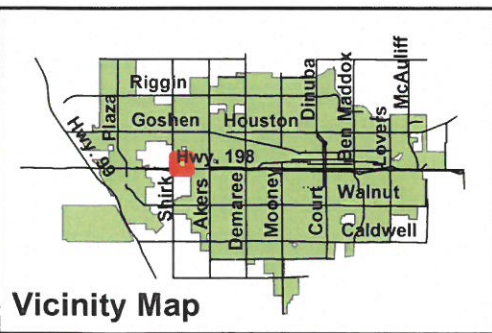 Riggin
Goshen
Houston
Hwy. 198
Walnut
Caldwell
Hwy. 99
Plaza
Shirk
Akers
Demaree
Mooney
Court
Dinuba
Ben Maddox
Lovers
McAuliff
Vicinity Map